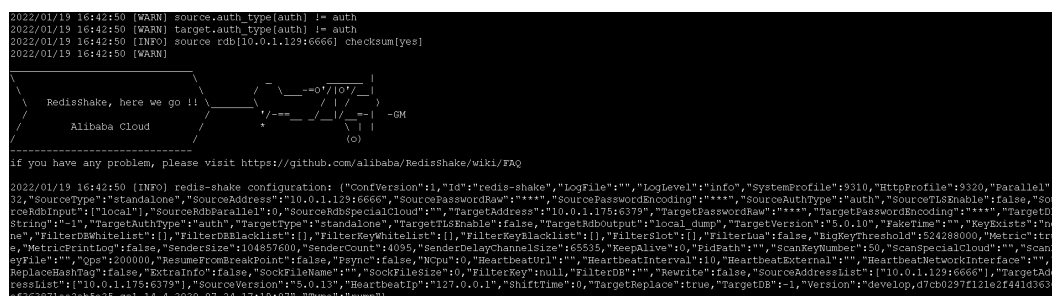 2022/01/19 16:42:50 [WARN] source.auth_type[auth] != auth
2022/01/19 16:42:50 [WARN] target.auth_type[auth] != auth
2022/01/19 16:42:50 [INFO] source rdb[10.0.1.129:6666] checksum[yes]
2022/01/19 16:42:50 [WARN]
RedisShake, here we go !!
-GM
Alibaba Cloud
if you have any problem, please visit https://github.com/alibaba/RedisShake/wiki/FAQ
2022/01/19 16:42:50 [INFO] redis-shake configuration: {"ConfVersion":1,"Id":"redis-shake","LogFile":"","LogLevel":"info","SystemProfile":9310,"HttpProfile":9320,"Parallel"
32,"SourceType":"standalone","SourceAddress":"10.0.1.129:6666","SourcePasswordRaw":"***","SourcePasswordEncoding":"***","SourceAuthType":"auth","SourceTLSEnable":false,"Sou
rceRdbInput":["local"],"SourceRdbParallel":0,"SourceRdbSpecialCloud":"","TargetAddress":"10.0.1.175:6379","TargetPasswordRaw":"***","TargetPasswordEncoding":"***","TargetD
String":"-1","TargetAuthType":"auth","TargetType":"standalone","TargetTLSEnable":false,"TargetRdbOutput":"local_dump","TargetVersion":"5.0.10","FakeTime":"","KeyExists":"n
ne","FilterDBWhitelist":[],"FilterDBBlacklist":[],"FilterKeyWhitelist":[],"FilterKeyBlacklist":[],"FilterSlot":[],"FilterLua":false,"BigKeyThreshold":524288000,"Metric":tr
e,"MetricPrintLog":false,"SenderSize":104857600,"SenderCount":4095,"SenderDelayChannelSize":65535,"KeepAlive":0,"PidPath":"","ScanKeyNumber":50,"ScanSpecialCloud":"","Scan
eyFile":"","Qps":200000,"ResumeFromBreakPoint":false,"Psync":false,"NCpu":0,"HeartbeatUrl":"","HeartbeatInterval":10,"HeartbeatExternal":"","HeartbeatNetworkInterface":"",
ReplaceHashTag":false,"ExtraInfo":false,"SockFileName":"","SockFileSize":0,"FilterKey":null,"FilterDB":"","Rewrite":false,"SourceAddressList":["10.0.1.129:6666"],"TargetAd
ressList":["10.0.1.175:6379"],"SourceVersion":"5.0.13","HeartbeatIp":"127.0.0.1","ShiftTime":0,"TargetReplace":true,"TargetDB":-1,"Version":"develop,d7cb0297f121e2f441d363